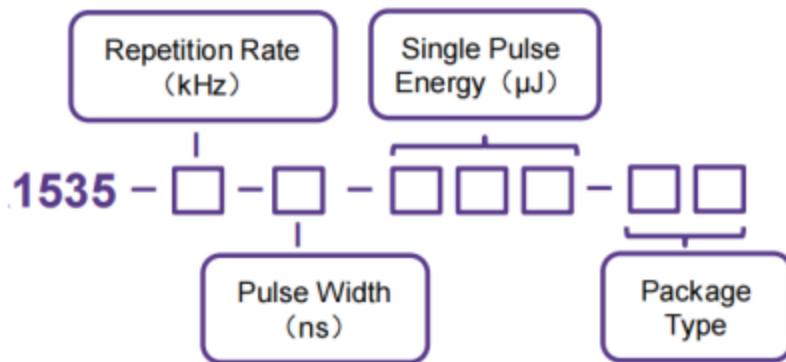 Repetition Rate
（kHz）
Single Pulse
Energy（µJ）
1535 – □ – □ – □□□ – □□
Pulse Width
（ns）
Package
Type